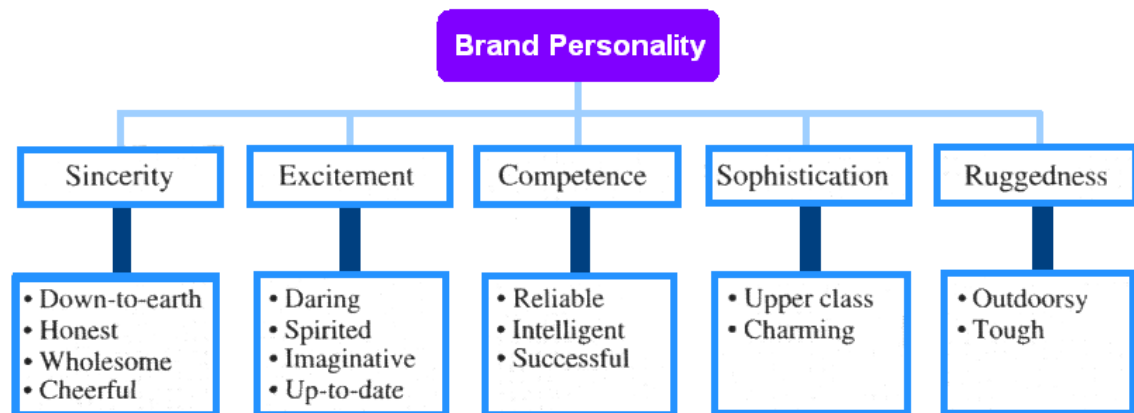 Brand Personality
Sincerity
Excitement
Competence
Sophistication
Ruggedness
• Down-to-earth
• Honest
• Wholesome
• Cheerful
• Daring
• Spirited
• Imaginative
• Up-to-date
• Reliable
• Intelligent
• Successful
• Upper class
• Charming
• Outdoorsy
• Tough